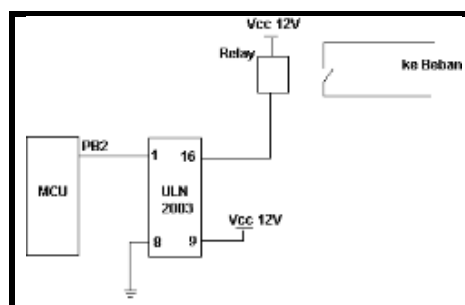 Vcc 12V
Relay
ke Beban
PB2
1
16
MCU
ULN
2003
Vcc 12V
8
9